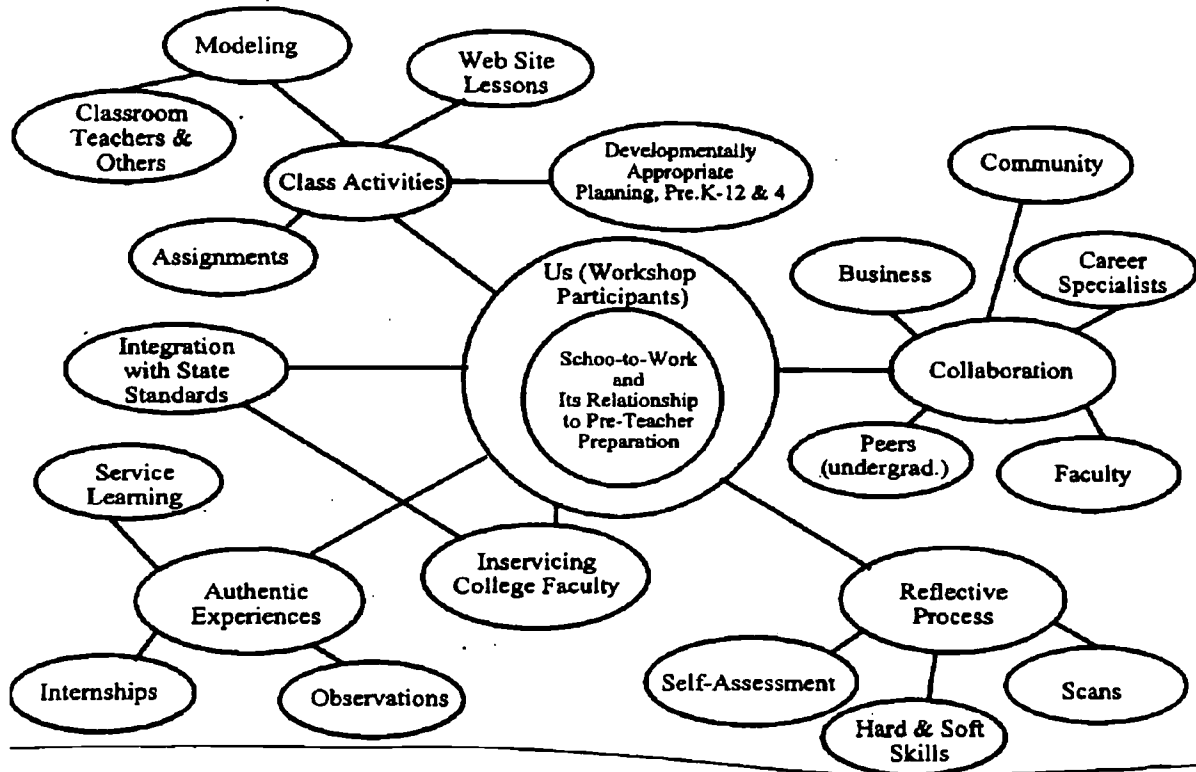 Modeling
Web Site
Lessons
Classroom
Teachers &
Others
Class Activities
Developmentally
Appropriate
Planning, Pre.K-12 & 4
Assignments
Community
Business
Career
Specialists
Collaboration
Peers
(undergrad.)
Faculty
Us (Workshop
Participants)
Schoo-to-Work
and
Its Relationship
to Pre-Teacher
Preparation
Integration
with State
Standards
Service
Learning
Authentic
Experiences
Internships
Observations
Inservicing
College Faculty
Reflective
Process
Self-Assessment
Hard & Soft
Skills
Scans